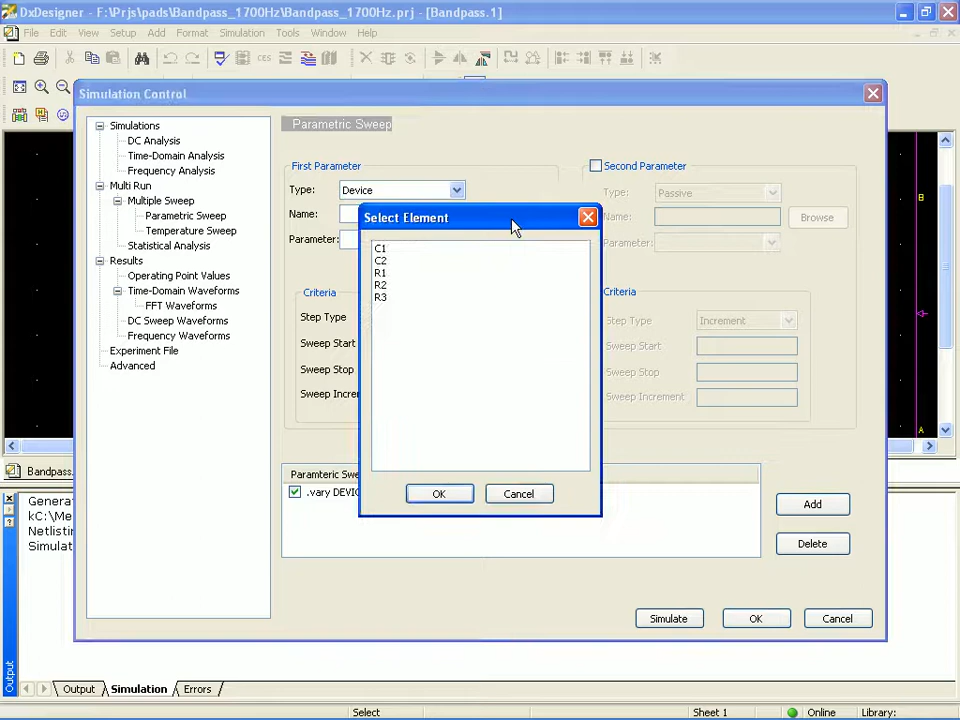 DxDesigner - F:\Prjs\pads\Bandpass_1700Hz\Bandpass_1700Hz.prj - [Bandpass.1]
File Edit View Setup Add Format Simulation Tools Window Help
CES
Simulation Control
Simulations
DC Analysis
Time-Domain Analysis
Frequency Analysis
Multi Run
Multiple Sweep
Parametric Sweep
Temperature Sweep
Statistical Analysis
Results
Operating Point Values
Time-Domain Waveforms
FFT Waveforms
DC Sweep Waveforms
Frequency Waveforms
Experiment File
Advanced
Parametric Sweep
First Parameter
Type: Device
Name:
Parameter:
Criteria
Step Type
Sweep Start
Sweep Stop
Sweep Incre
Second Parameter
Type: Passive
Name: Browse
Parameter:
Criteria
Step Type Increment
Sweep Start
Sweep Stop
Sweep Increment
Select Element
C1
C2
R1
R2
R3
OK Cancel
Paramteric Swe
.vary DEVIC
Add
Delete
Simulate OK Cancel
B
A
Bandpass.
Genera
kC:\Me
Netlistin
Simulat
Output
Output Simulation Errors
Select Sheet 1 Online Library: